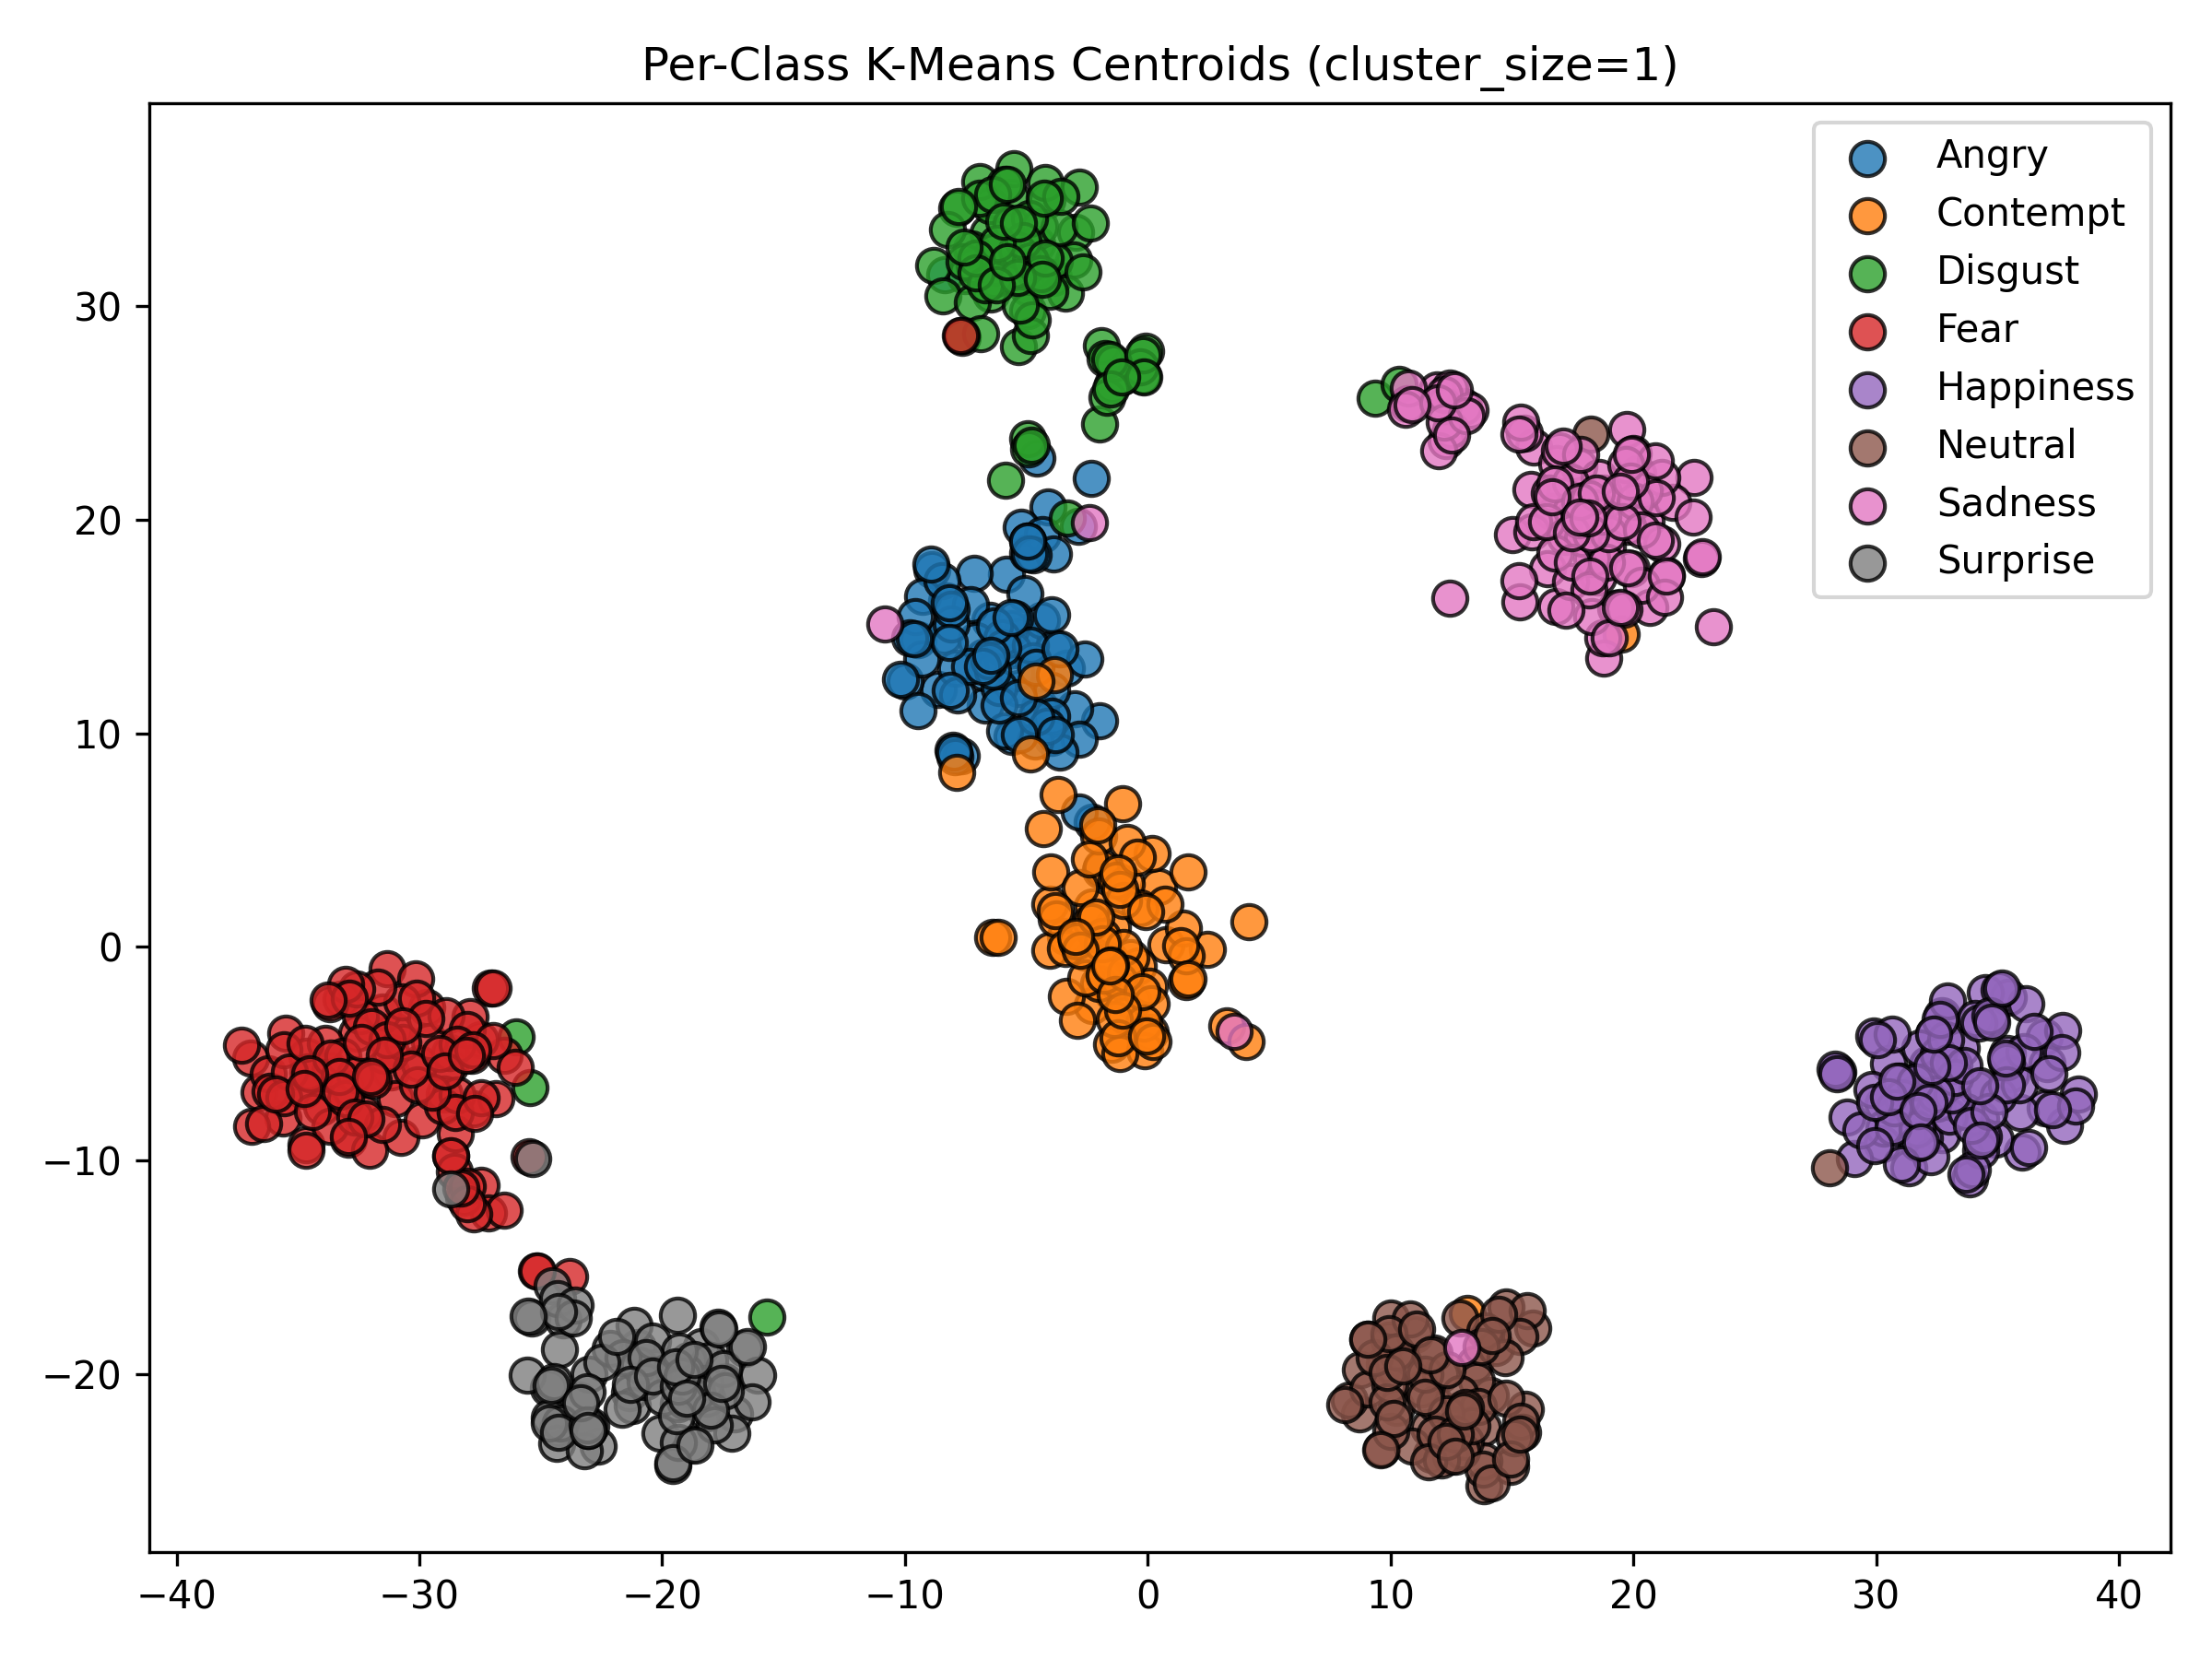 Per-Class K-Means Centroids (cluster_size=1)
Angry
Contempt
Disgust
Fear
Happiness
Neutral
Sadness
Surprise
30
20
10
0
−10
−20
−40 −30 −20 −10 0 10 20 30 40